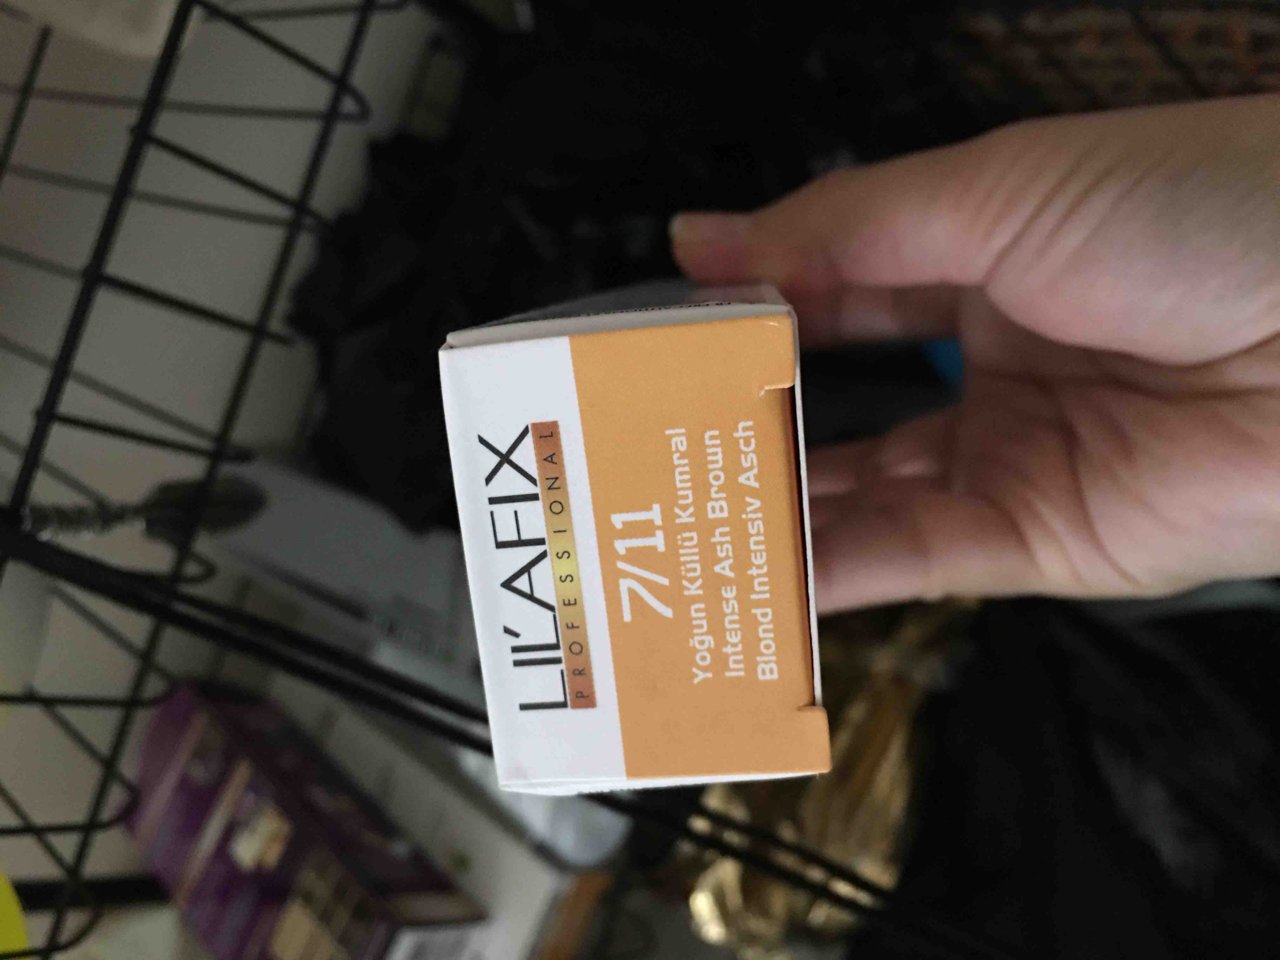 LIL'AFIX
PROFESSIONAL
7/11
Yoğun Küllü Kumral
Intense Ash Brown
Blond Intensiv Asch